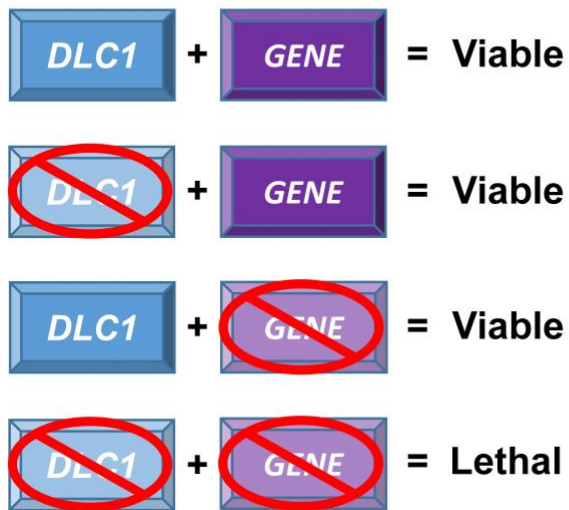 DLC1 + GENE = Viable
DLC1 + GENE = Viable
DLC1 + GENE = Viable
DLC1 + GENE = Lethal